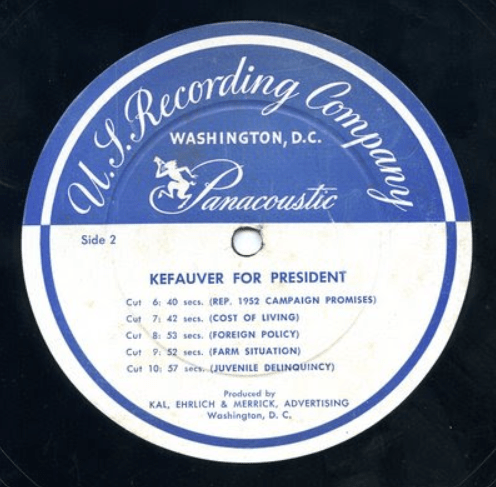 U.S. Recording Company
WASHINGTON, D.C.
Panacoustic
Side 2
KEFAUVER FOR PRESIDENT
Cut 6: 40 secs. (REP. 1952 CAMPAIGN PROMISES)
Cut 7: 42 secs. (COST OF LIVING)
Cut 8: 53 secs. (FOREIGN POLICY)
Cut 9: 52 secs. (FARM SITUATION)
Cut 10: 57 secs. (JUVENILE DELINQUINCY)
Produced by
KAL, EHRLICH & MERRICK, ADVERTISING
Washington, D. C.